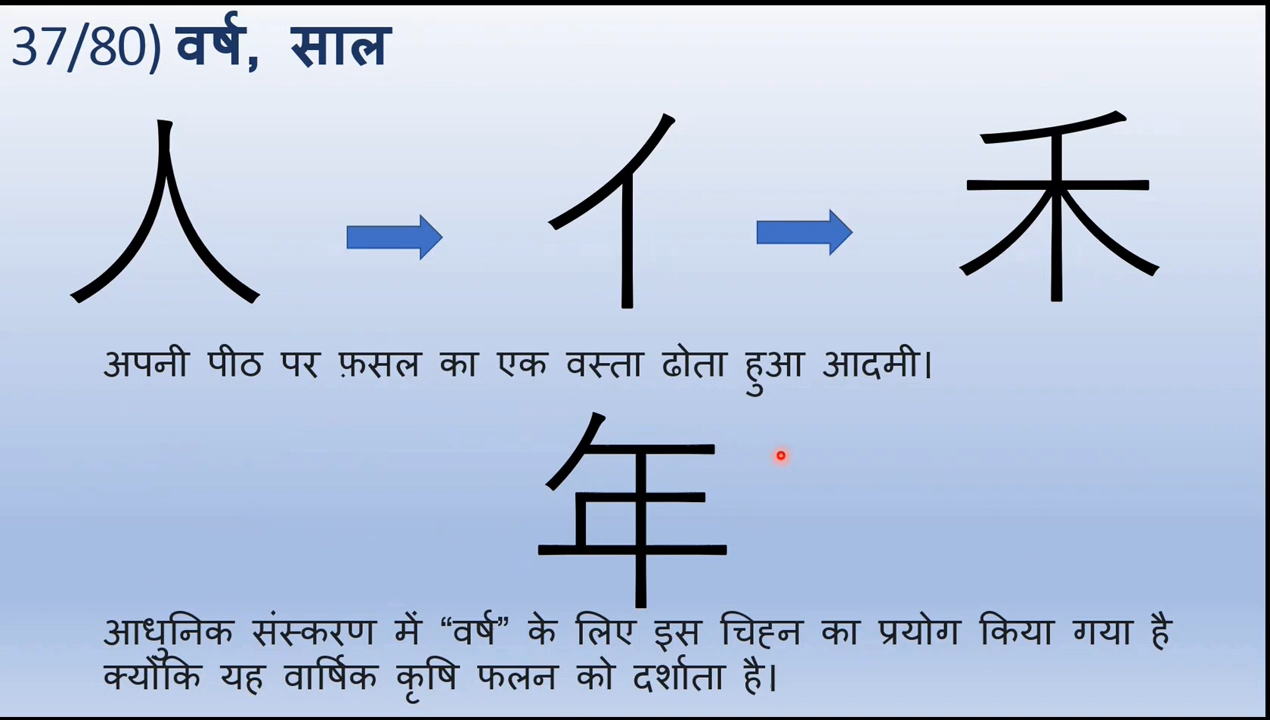 37/80) वर्ष, साल
人 イ 禾
अपनी पीठ पर फ़सल का एक वस्ता ढोता हुआ आदमी।
年
आधुनिक संस्करण में “वर्ष” के लिए इस चिह्न का प्रयोग किया गया है
क्योंकि यह वार्षिक कृषि फलन को दर्शाता है।